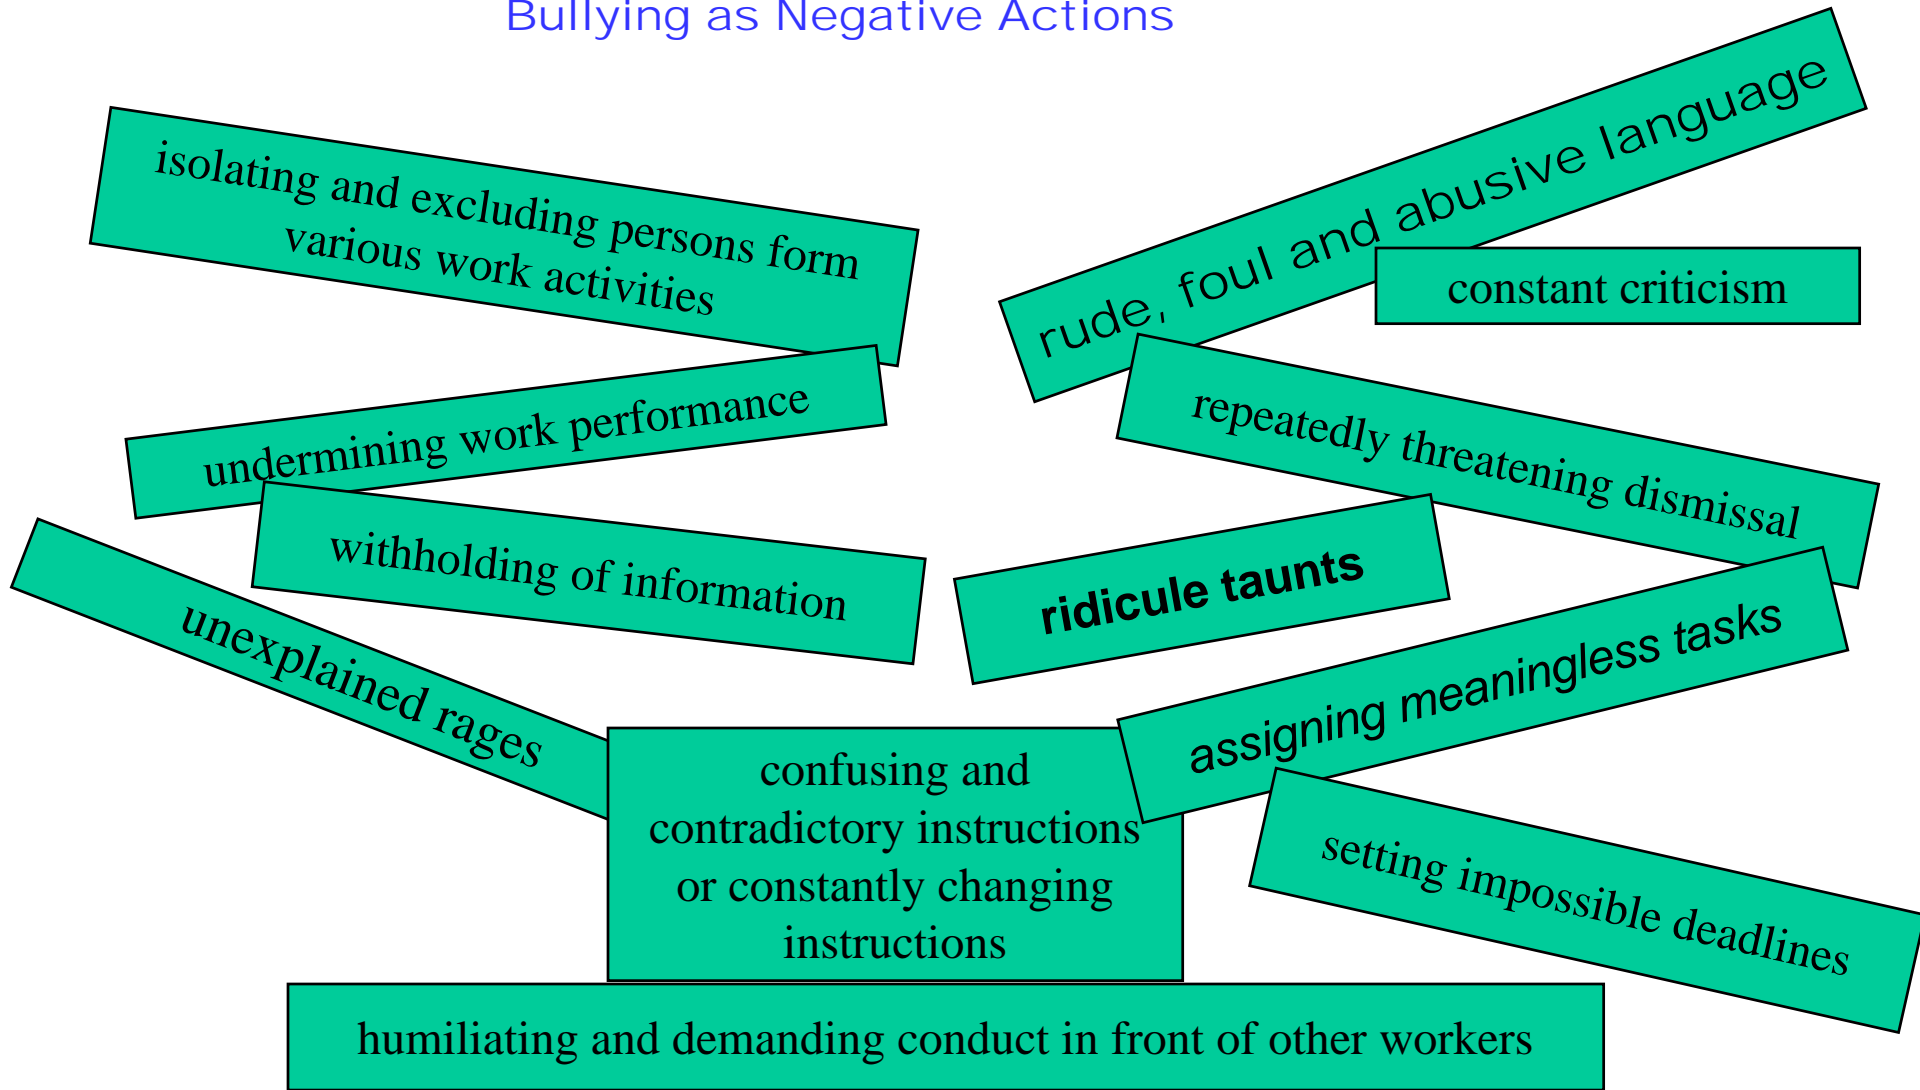 Bullying as Negative Actions
isolating and excluding persons form
various work activities
rude, foul and abusive language
constant criticism
undermining work performance
repeatedly threatening dismissal
withholding of information
ridicule taunts
unexplained rages
assigning meaningless tasks
confusing and
contradictory instructions
or constantly changing
instructions
setting impossible deadlines
humiliating and demanding conduct in front of other workers